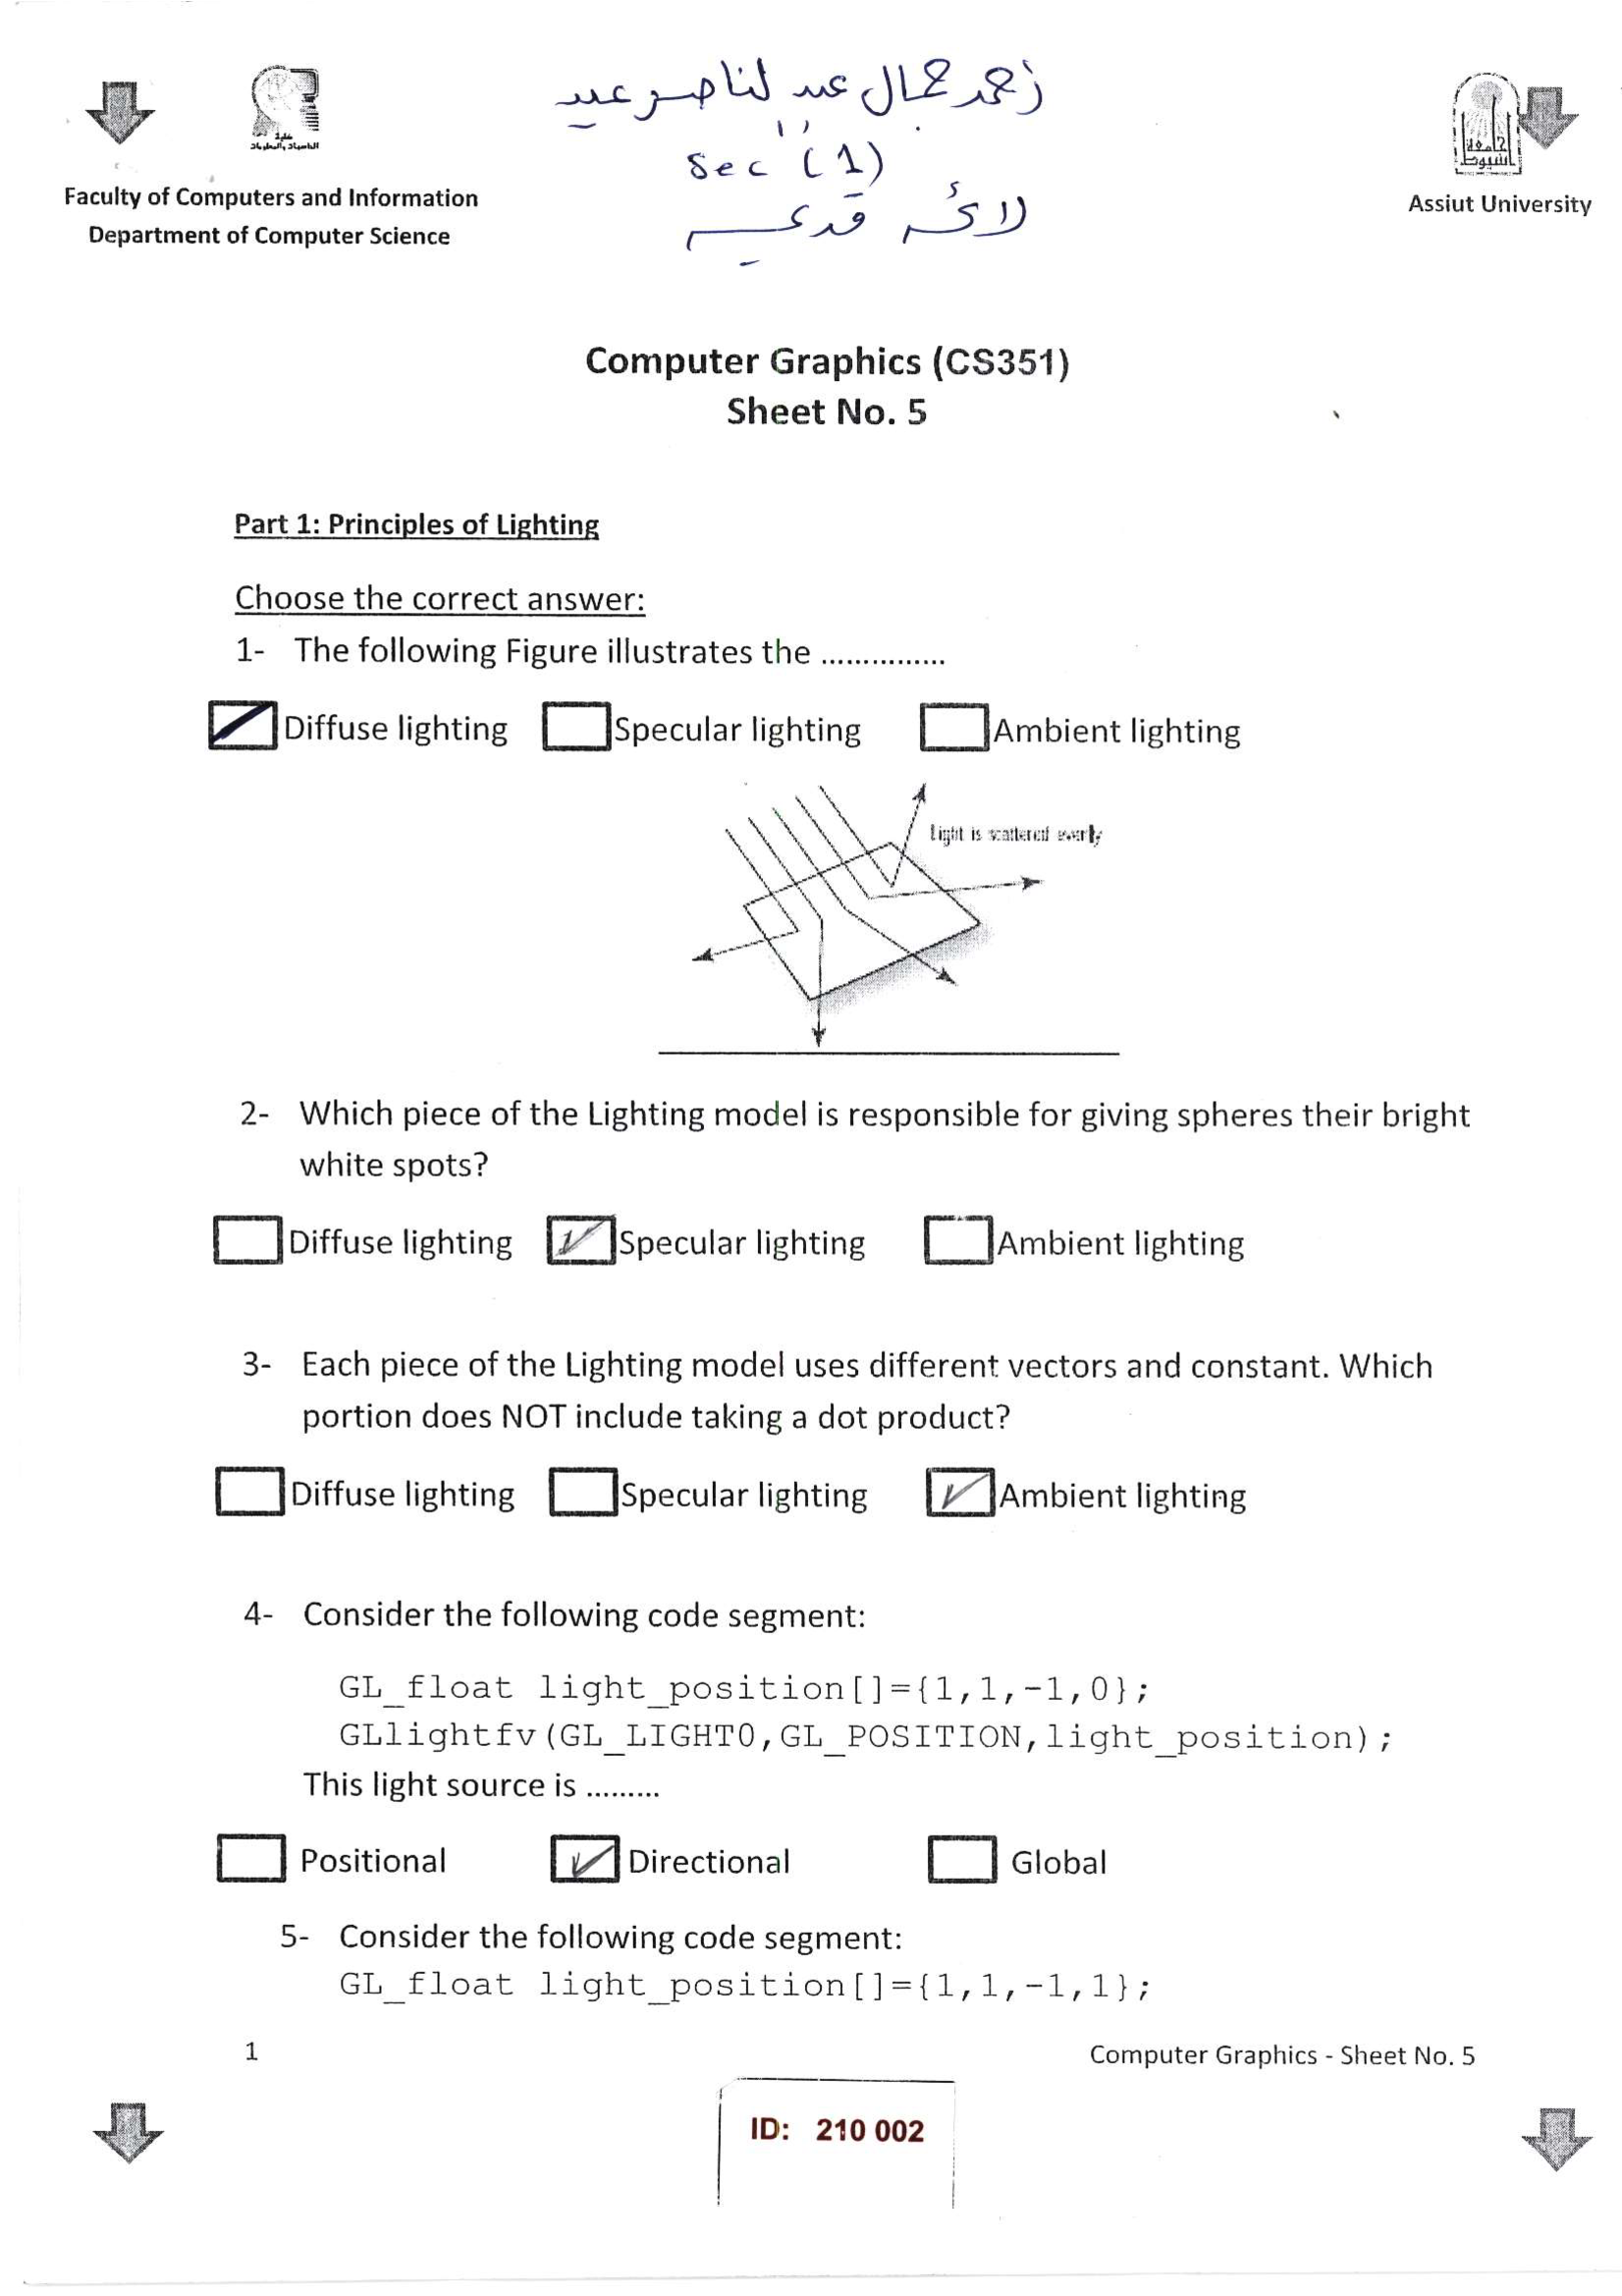 أحمد جمال عبد الناصر عبيد
Sec (1)
لائحة قديم
كلية
الحاسبات والمعلومات
جامعة
أسيوط
Faculty of Computers and Information
Department of Computer Science
Assiut University
Computer Graphics (CS351)
Sheet No. 5
Part 1: Principles of Lighting
Choose the correct answer:
1- The following Figure illustrates the ...............
Diffuse lighting Specular lighting Ambient lighting
Light is scattered evenly
2- Which piece of the Lighting model is responsible for giving spheres their bright
white spots?
Diffuse lighting Specular lighting Ambient lighting
3- Each piece of the Lighting model uses different vectors and constant. Which
portion does NOT include taking a dot product?
Diffuse lighting Specular lighting Ambient lighting
4- Consider the following code segment:
GL_float light_position[]={1,1,-1,0};
GLlightfv(GL_LIGHT0,GL_POSITION,light_position);
This light source is .........
Positional Directional Global
5- Consider the following code segment:
GL_float light_position[]={1,1,-1,1};
1 Computer Graphics - Sheet No. 5
ID: 210 002